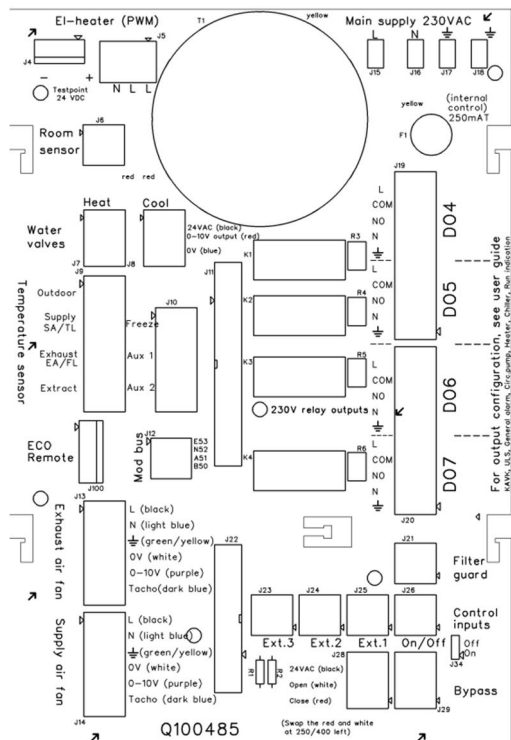 El-heater (PWM)
T1
yellow
Main supply 230VAC
J4
J5
L
N
J15
J16
J17
J18
−
+
N L L
Testpoint
24 VDC
yellow
(internal
control)
250mAT
F1
J6
Room
sensor
red red
J19
Heat
Cool
Water
valves
24VAC (black)
0-10V output (red)
0V (blue)
J7
J8
J9
J11
K1
R3
L
COM
NO
N
DO4
Temperature sensor
Outdoor
Supply
SA/TL
Exhaust
EA/FL
Extract
J10
Freeze
Aux 1
Aux 2
K2
R4
L
COM
NO
N
DO5
K3
R5
L
COM
NO
N
DO6
230V relay outputs
K4
R6
L
COM
NO
N
DO7
J20
For output configuration, see user guide
KAVK, ULS, General alarm, Circ.pump, Heater, Chiller, Run indication
ECO
Remote
J100
Mod bus
J12
E53
N52
A51
B50
J13
Exhaust air
fan
L (black)
N (light blue)
(green/yellow)
0V (white)
0-10V (purple)
Tacho(dark blue)
J22
J21
Filter
guard
J23
J24
J25
J26
Control
inputs
Ext.3
Ext.2
Ext.1
On/Off
Off
On
J34
Supply air
fan
L (black)
N (light blue)
(green/yellow)
0V (white)
0-10V (purple)
Tacho (dark blue)
J14
R1
R2
J28
24VAC (black)
Open (white)
Close (red)
J29
Bypass
Q100485
(Swap the red and white
at 250/400 left)